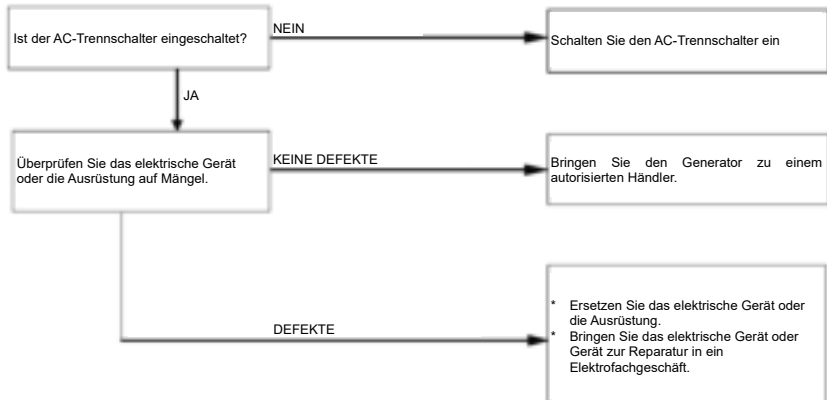 Ist der AC-Trennschalter eingeschaltet?
NEIN
Schalten Sie den AC-Trennschalter ein
JA
Überprüfen Sie das elektrische Gerät
oder die Ausrüstung auf Mängel.
KEINE DEFEKTE
Bringen Sie den Generator zu einem
autorisierten Händler.
DEFEKTE
* Ersetzen Sie das elektrische Gerät oder
die Ausrüstung.
* Bringen Sie das elektrische Gerät oder
Gerät zur Reparatur in ein
Elektrofachgeschäft.